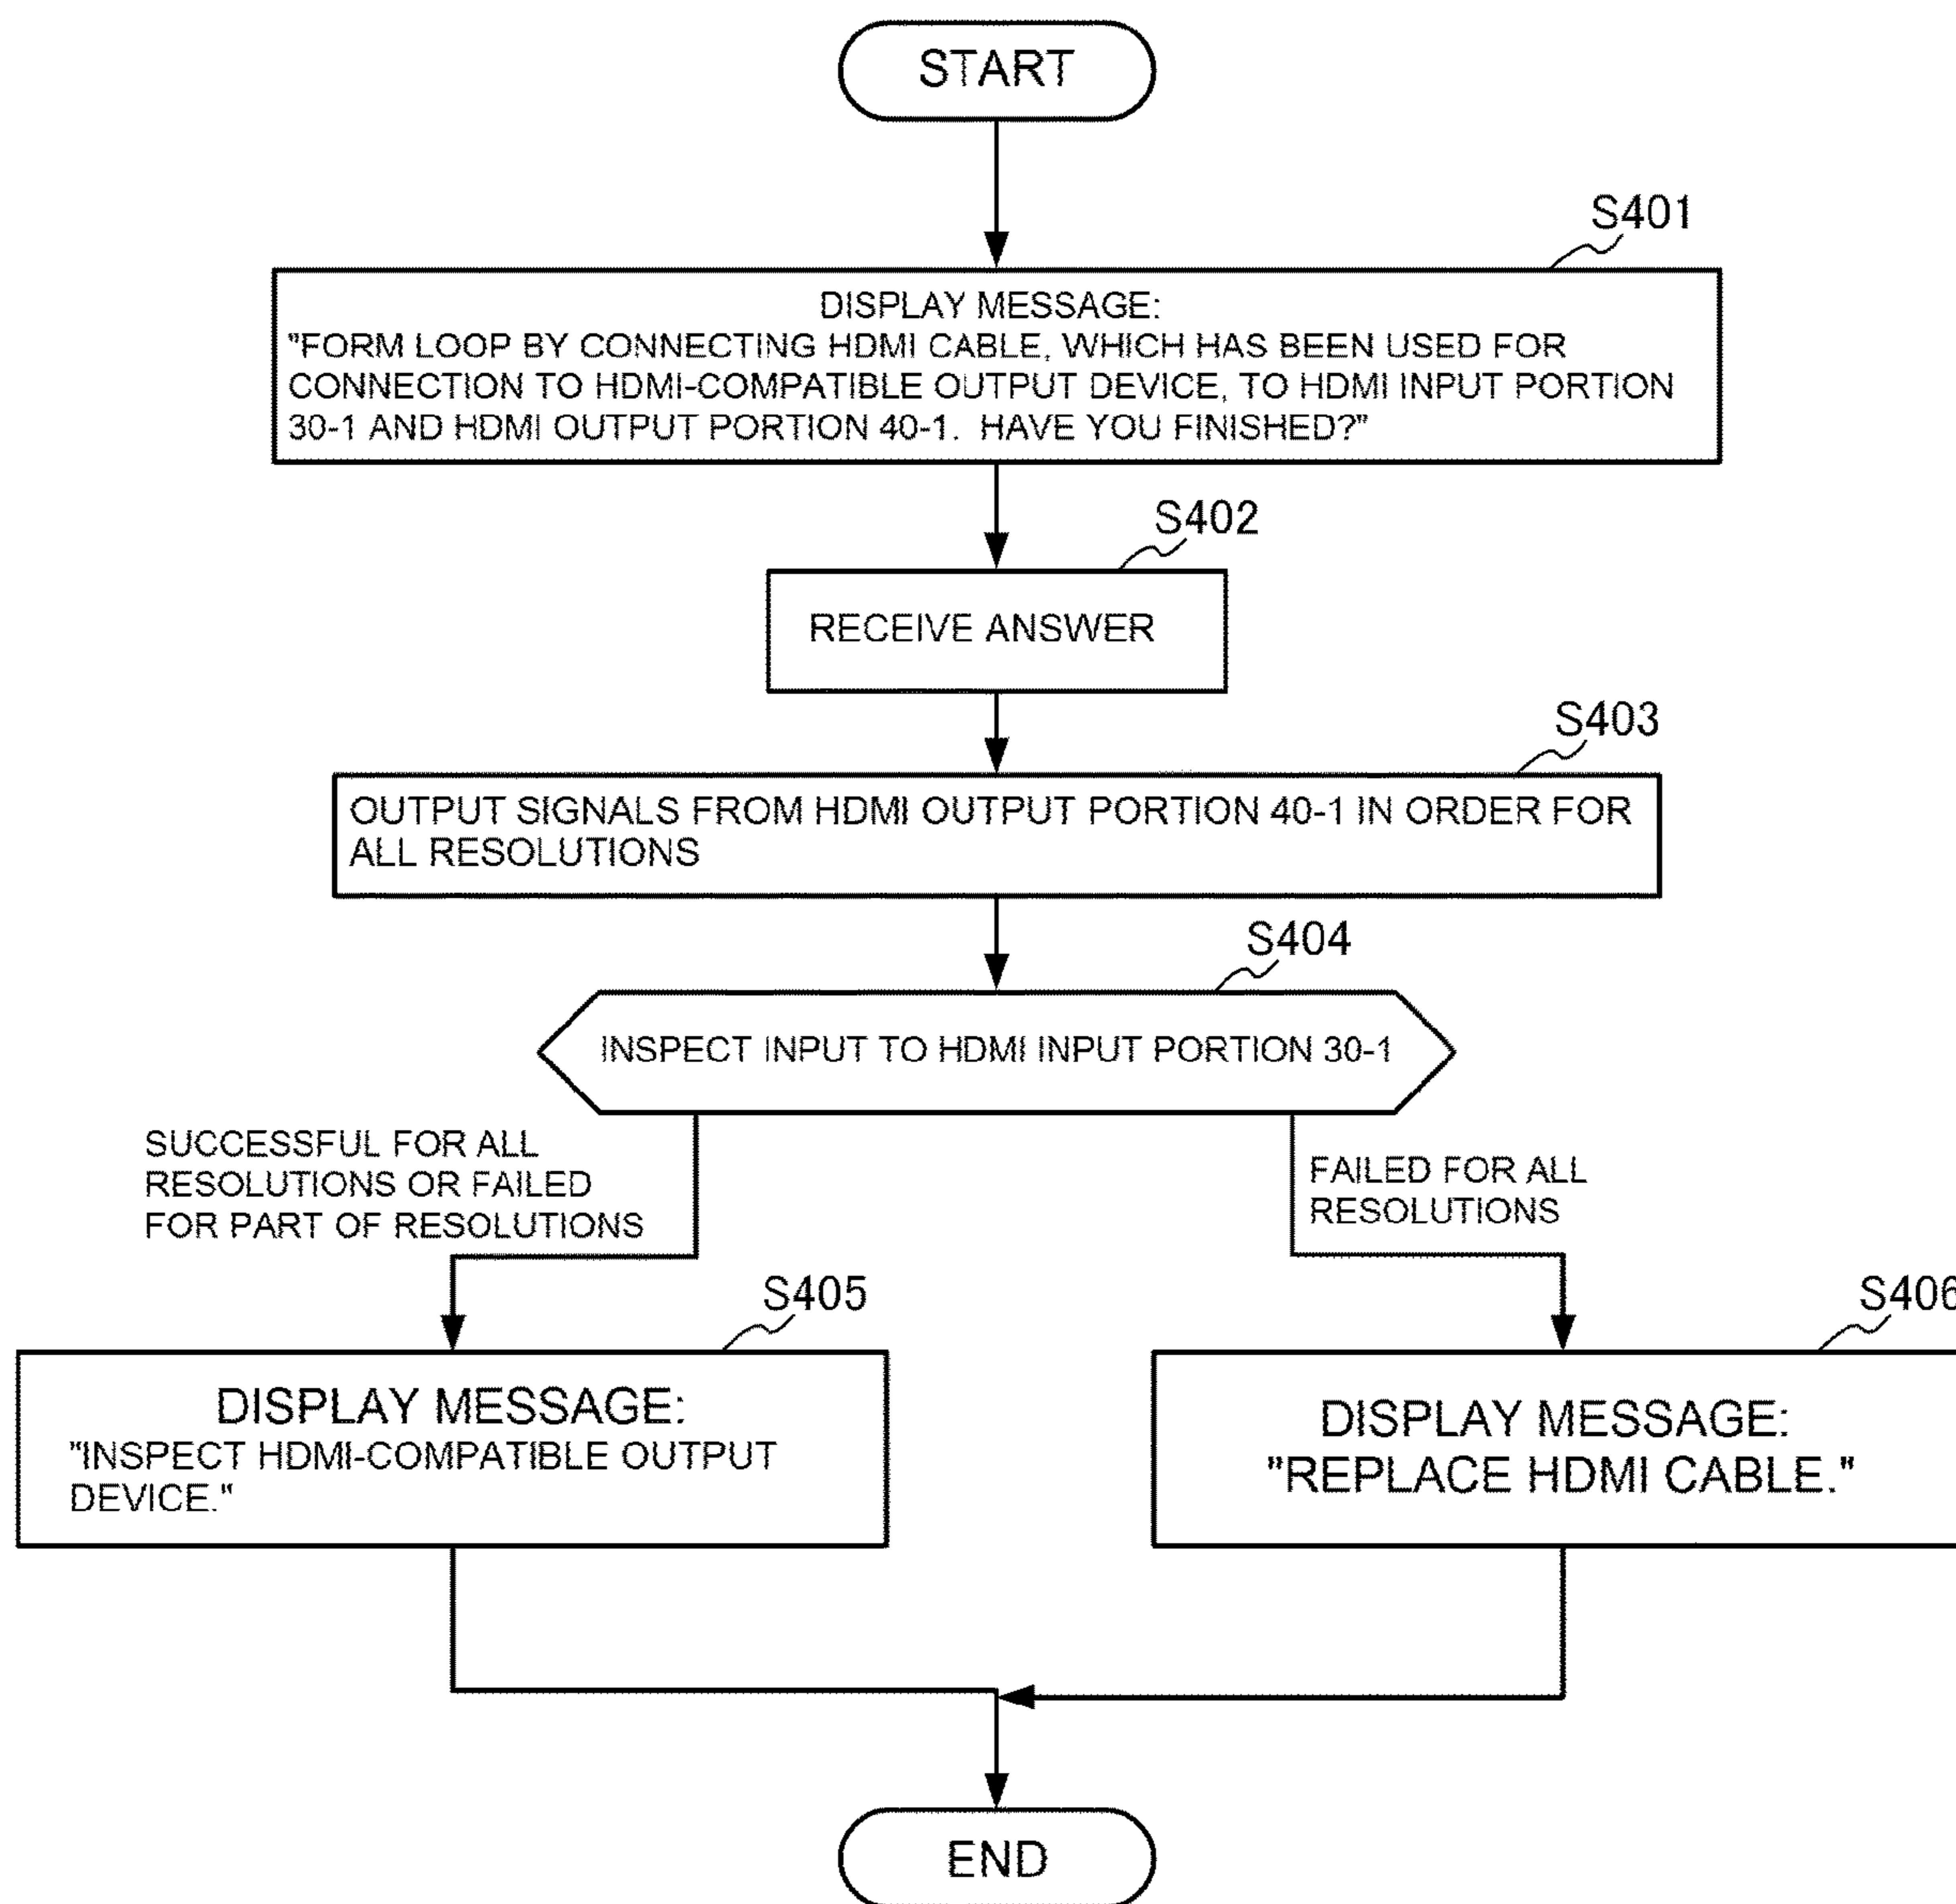 START
S401
DISPLAY MESSAGE:
"FORM LOOP BY CONNECTING HDMI CABLE, WHICH HAS BEEN USED FOR
CONNECTION TO HDMI-COMPATIBLE OUTPUT DEVICE, TO HDMI INPUT PORTION
30-1 AND HDMI OUTPUT PORTION 40-1. HAVE YOU FINISHED?"
S402
RECEIVE ANSWER
S403
OUTPUT SIGNALS FROM HDMI OUTPUT PORTION 40-1 IN ORDER FOR
ALL RESOLUTIONS
S404
INSPECT INPUT TO HDMI INPUT PORTION 30-1
SUCCESSFUL FOR ALL
RESOLUTIONS OR FAILED
FOR PART OF RESOLUTIONS
FAILED FOR ALL
RESOLUTIONS
S405
DISPLAY MESSAGE:
"INSPECT HDMI-COMPATIBLE OUTPUT
DEVICE."
S406
DISPLAY MESSAGE:
"REPLACE HDMI CABLE."
END